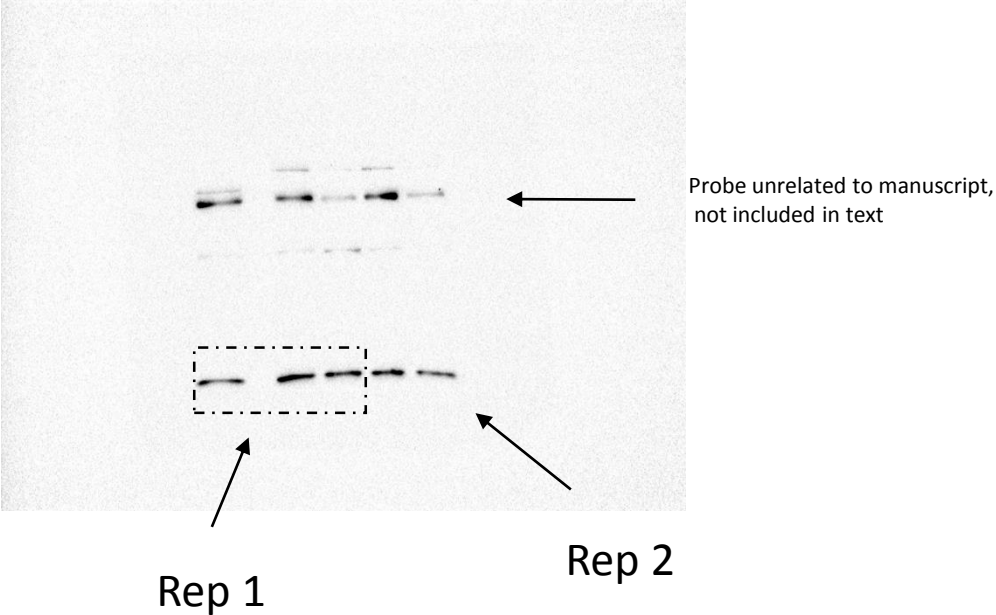 Probe unrelated to manuscript,
not included in text
Rep 1
Rep 2